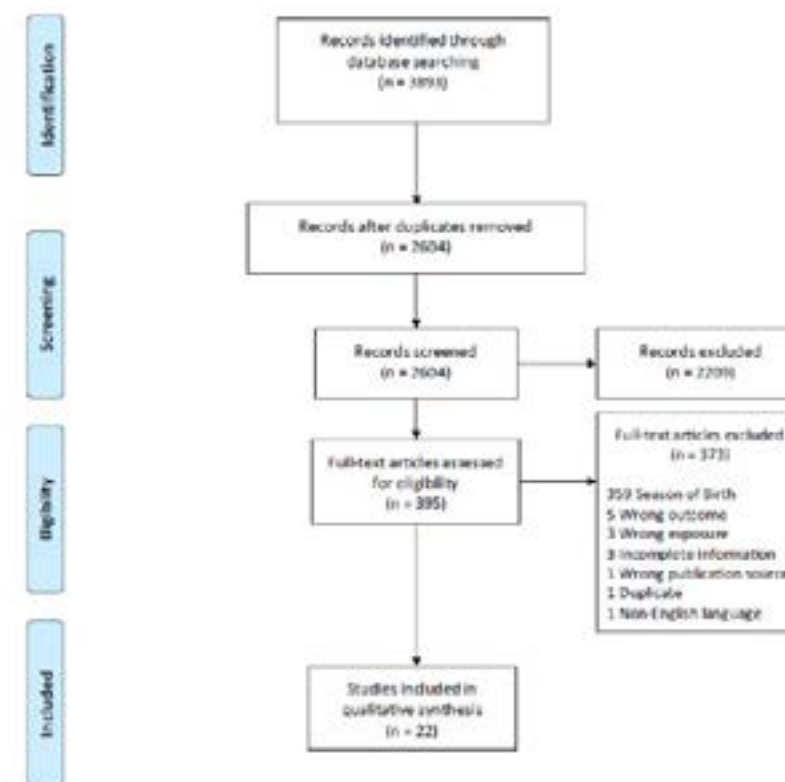 Identification
Records identified through
database searching
(n = 3893)
Records after duplicates removed
(n = 2604)
Screening
Records screened
(n = 2604)
Records excluded
(n = 2209)
Eligibility
Full-text articles assessed
for eligibility
(n = 395)
Full-text articles excluded
(n = 373)
359 Season of Birth
5 Wrong outcome
3 Wrong exposure
3 Incomplete information
1 Wrong publication source
1 Duplicate
1 Non-English language
Included
Studies included in
qualitative synthesis
(n = 22)